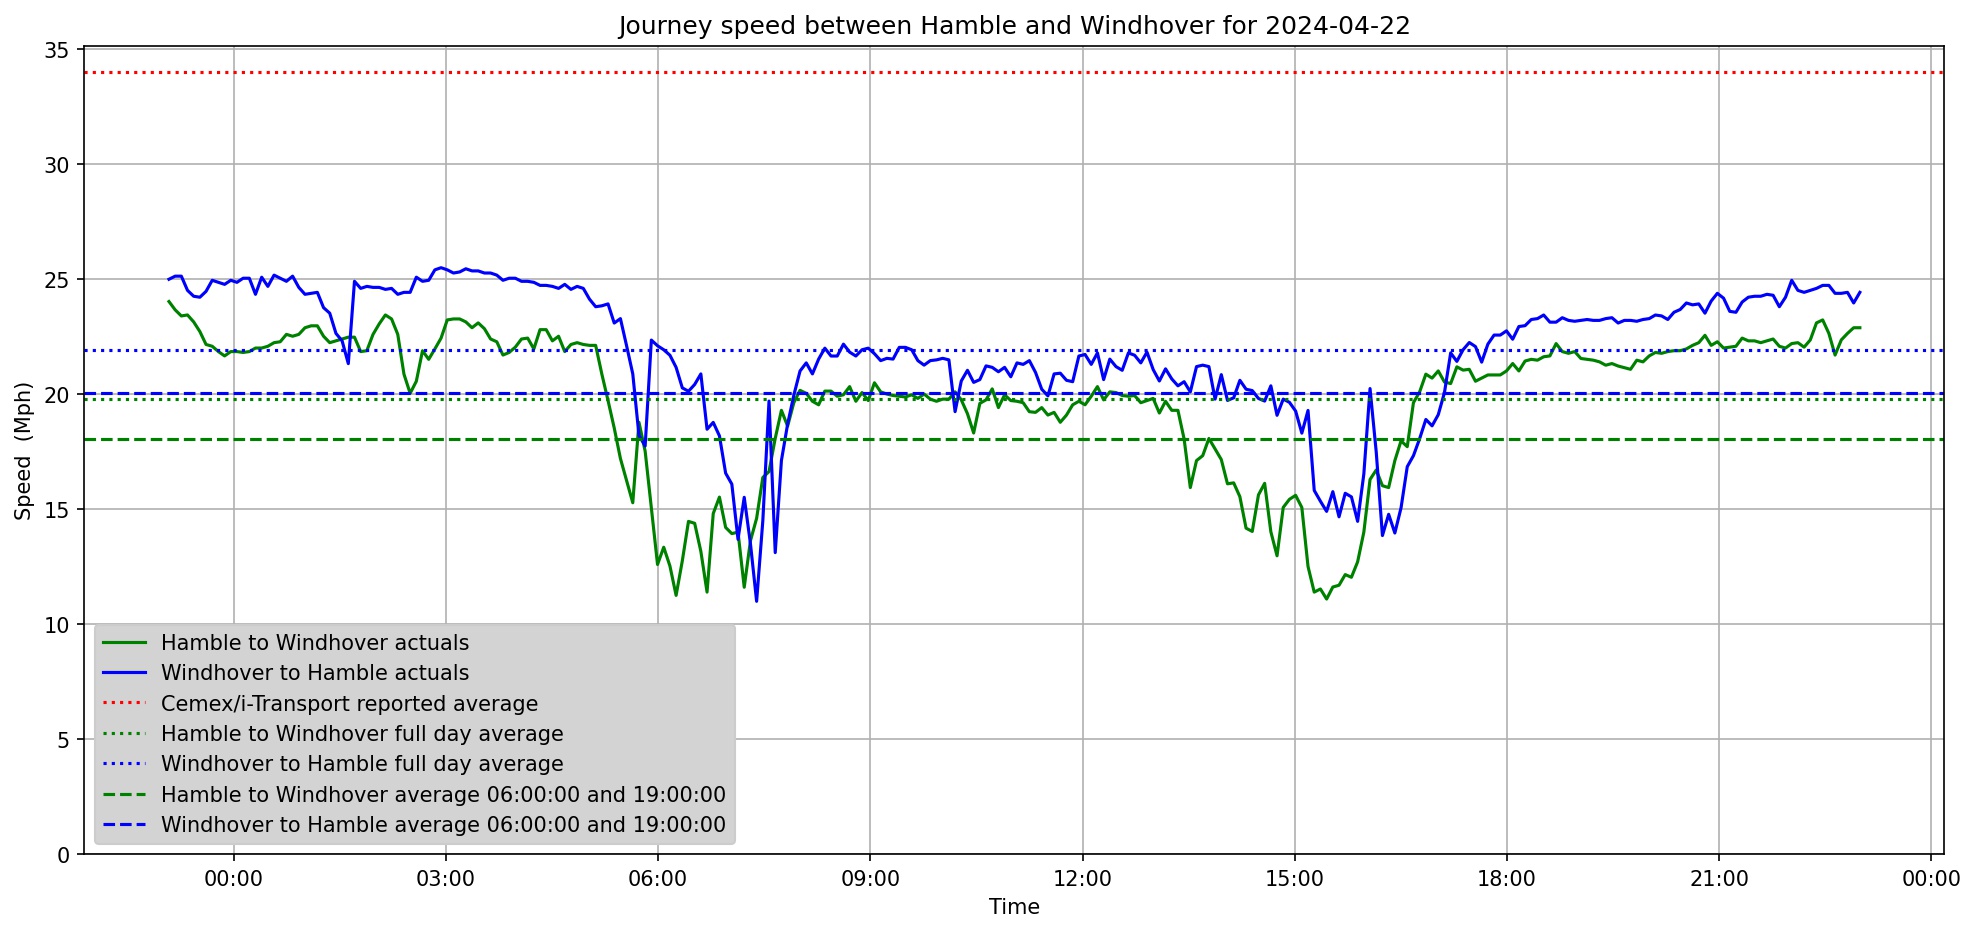 Journey speed between Hamble and Windhover for 2024-04-22
35
30
25
20
15
10
5
0
Speed (Mph)
Hamble to Windhover actuals
Windhover to Hamble actuals
Cemex/i-Transport reported average
Hamble to Windhover full day average
Windhover to Hamble full day average
Hamble to Windhover average 06:00:00 and 19:00:00
Windhover to Hamble average 06:00:00 and 19:00:00
00:00 03:00 06:00 09:00 12:00 15:00 18:00 21:00 00:00
Time